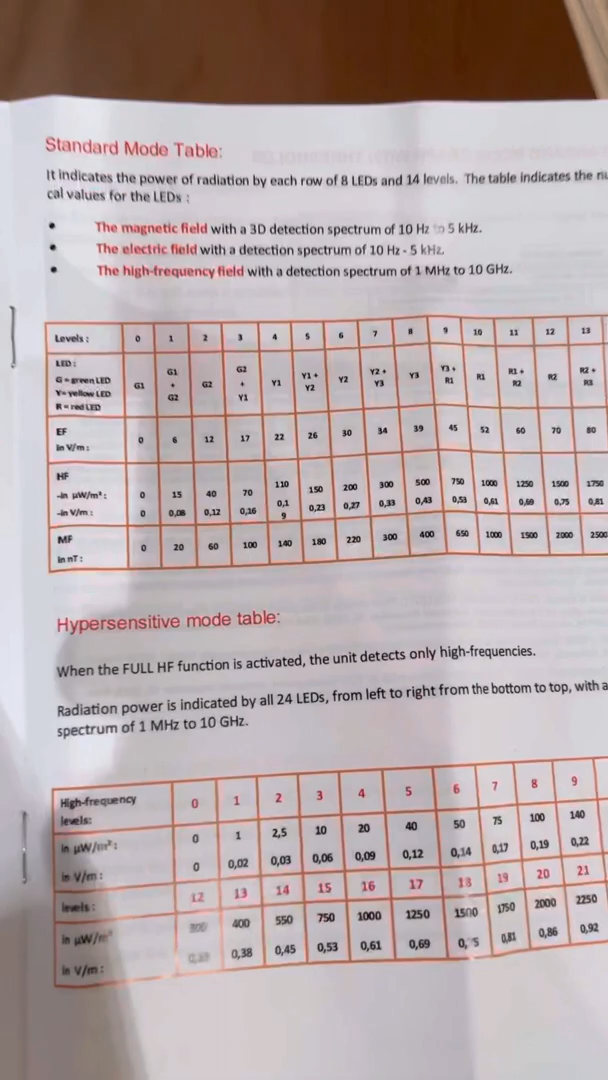 Standard Mode Table:
It indicates the power of radiation by each row of 8 LEDs and 14 levels. The table indicates the
cal values for the LEDs :
• The magnetic field with a 3D detection spectrum of 10 Hz to 5 kHz.
• The electric field with a detection spectrum of 10 Hz - 5 kHz.
• The high-frequency field with a detection spectrum of 1 MHz to 10 GHz.
Levels : 0 1 2 3 4 5 6 7 8 9 10 11 12 13
LED :
G = green LED
Y= yellow LED
R = red LED
G1 G1 + G2 G2 G2 + Y1 Y1 Y1 + Y2 Y2 Y2 + Y3 Y3 Y3 + R1 R1 R1 + R2 R2 R2 + R3
EF
in V/m : 0 6 12 17 22 26 30 34 39 45 52 60 70 80
HF
-in µW/m² : 0 15 40 70 110 150 200 300 500 750 1000 1250 1500 1750
-in V/m : 0 0,08 0,12 0,16 0,19 0,23 0,27 0,33 0,43 0,53 0,61 0,69 0,75 0,81
MF
in nT : 0 20 60 100 140 180 220 300 400 650 1000 1500 2000 2500
Hypersensitive mode table:
When the FULL HF function is activated, the unit detects only high-frequencies.
Radiation power is indicated by all 24 LEDs, from left to right from the bottom to top, with a
spectrum of 1 MHz to 10 GHz.
High-frequency
levels: 0 1 2 3 4 5 6 7 8 9
in µW/m² : 0 1 2,5 10 20 40 50 75 100 140
in V/m : 0 0,02 0,03 0,06 0,09 0,12 0,14 0,17 0,19 0,22
levels : 12 13 14 15 16 17 18 19 20 21
in µW/m² 400 550 750 1000 1250 1500 1750 2000 2250
in V/m : 0,38 0,45 0,53 0,61 0,69 0,81 0,86 0,92